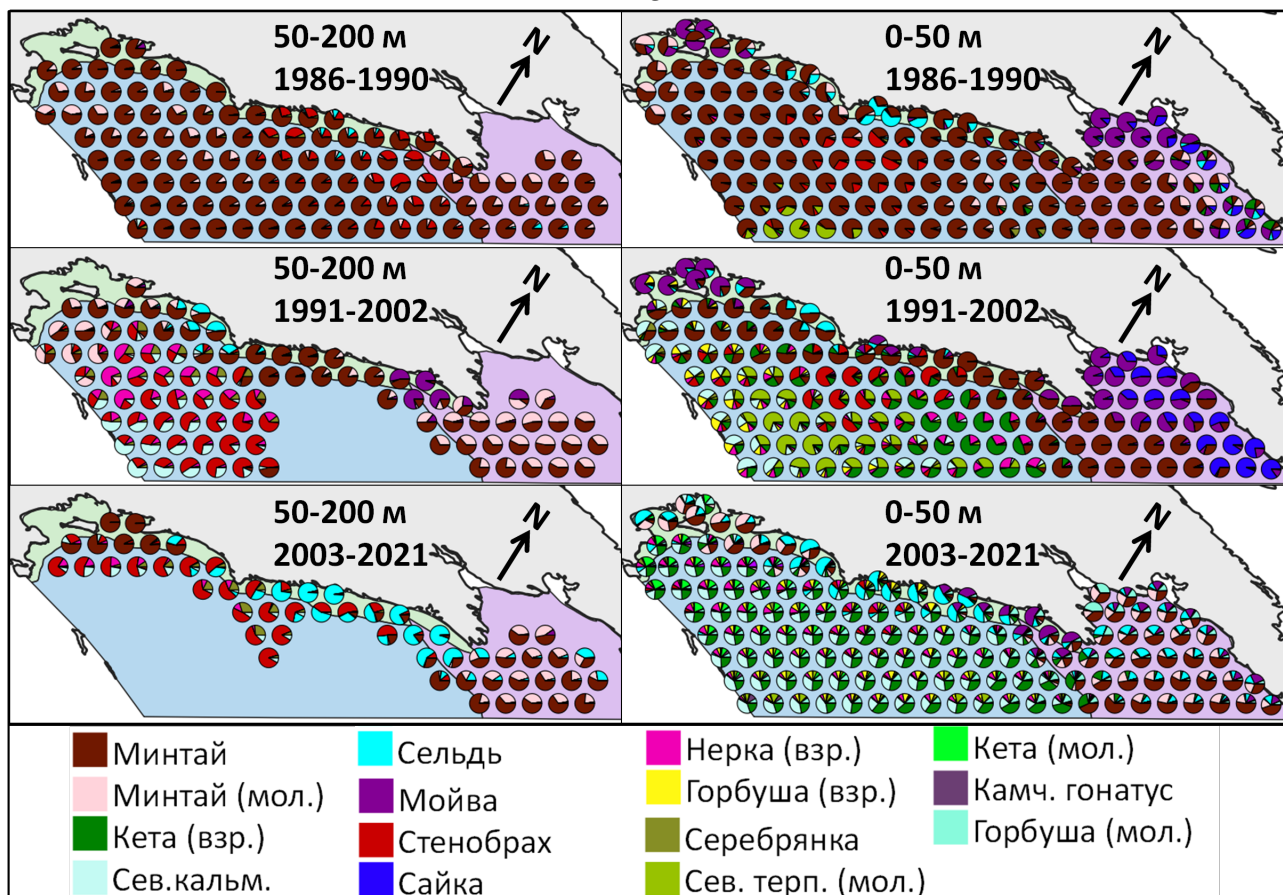 50-200 м
1986-1990
N
0-50 м
1986-1990
N
50-200 м
1991-2002
N
0-50 м
1991-2002
N
50-200 м
2003-2021
N
0-50 м
2003-2021
N
Минтай
Минтай (мол.)
Кета (взр.)
Сев.кальм.
Сельдь
Мойва
Стенобрах
Сайка
Нерка (взр.)
Горбуша (взр.)
Серебрянка
Сев. терп. (мол.)
Кета (мол.)
Камч. гонатус
Горбуша (мол.)